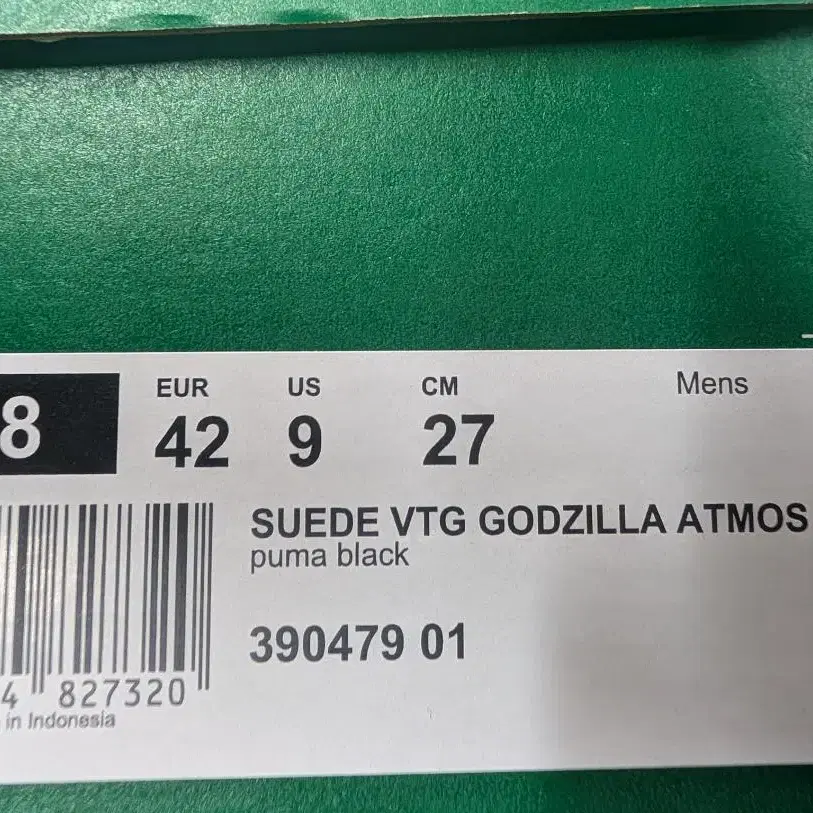 EUR US CM Mens
8 42 9 27
SUEDE VTG GODZILLA ATMOS
puma black
390479 01
4 827320
in Indonesia